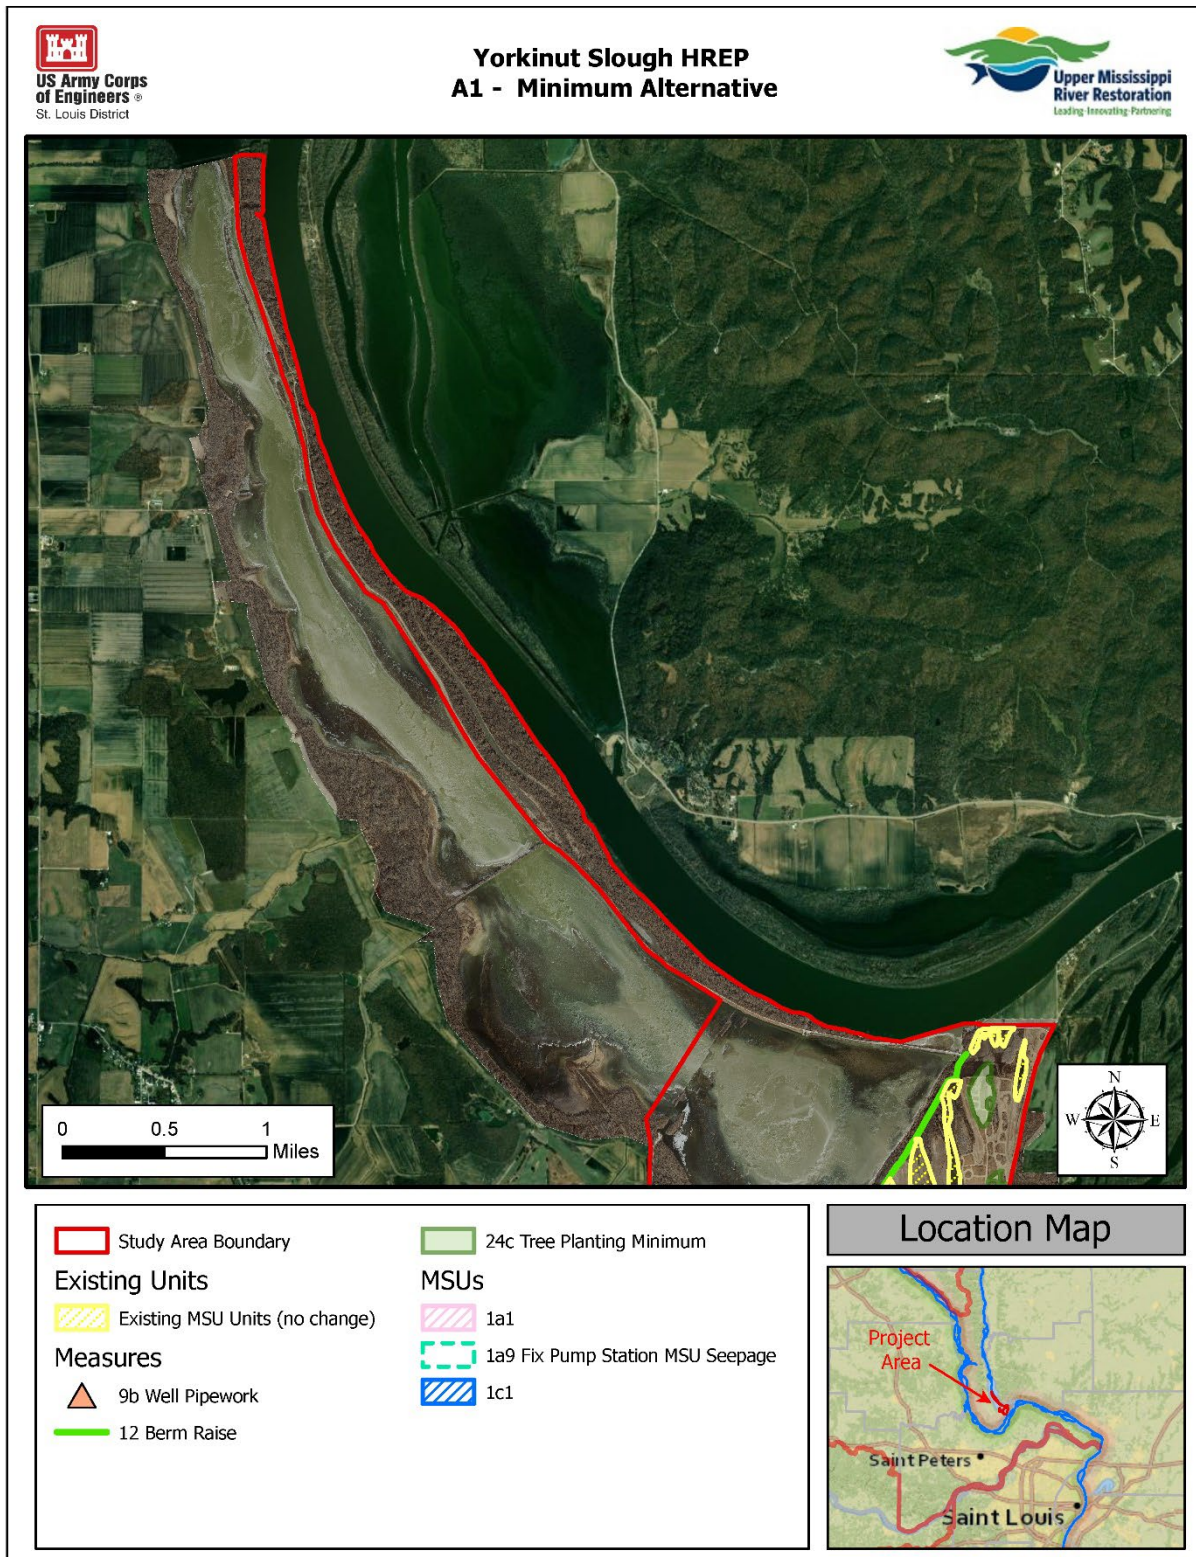 US Army Corps
of Engineers ®
St. Louis District
Yorkinut Slough HREP
A1 - Minimum Alternative
Upper Mississippi
River Restoration
Leading-Innovating-Partnering
N
W E
S
0 0.5 1
Miles
Study Area Boundary
Existing Units
Existing MSU Units (no change)
Measures
9b Well Pipework
12 Berm Raise
24c Tree Planting Minimum
MSUs
1a1
1a9 Fix Pump Station MSU Seepage
1c1
Location Map
Project
Area
Saint Peters
Saint Louis